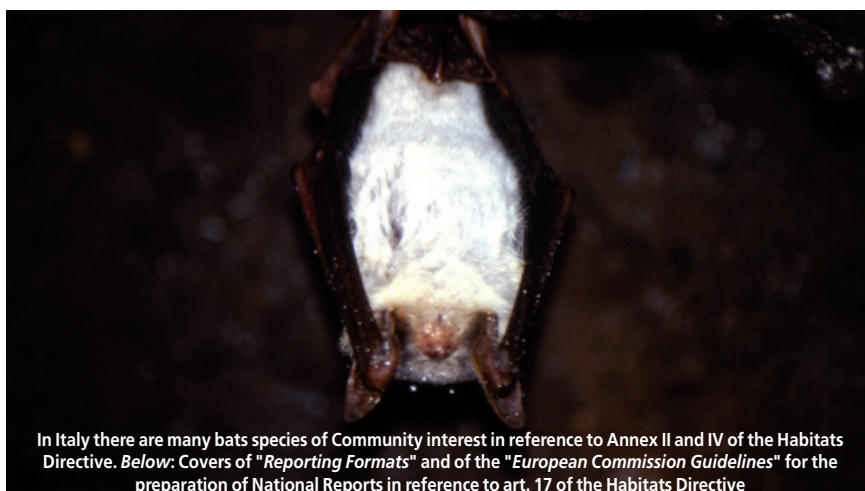 In Italy there are many bats species of Community interest in reference to Annex II and IV of the Habitats
Directive. Below: Covers of "Reporting Formats" and of the "European Commission Guidelines" for the
preparation of National Reports in reference to art. 17 of the Habitats Directive